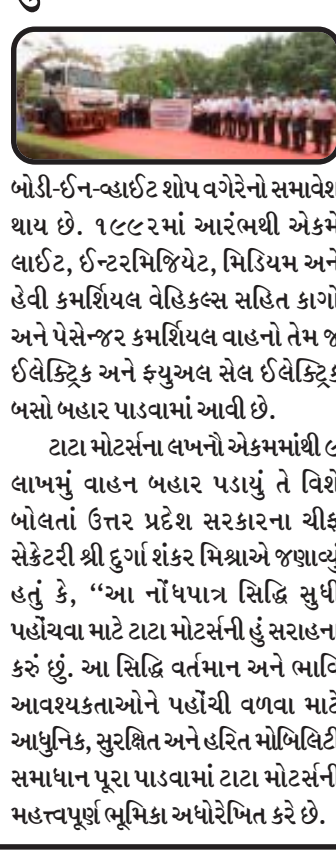 બોડી-ઈન-વ્હાઈટ શોપ વગેરેનો સમાવેશ
થાય છે. ૧૯૯૨માં આરંભથી એકમે
લાઈટ, ઈન્ટરમિજિયેટ, મિડિયમ અને
હેવી કમર્શિયલ વેહિકલ્સ સહિત કાર્ગો
અને પેસેન્જર કમર્શિયલ વાહનો તેમ જ
ઈલેક્ટ્રિક અને ફ્યુઅલ સેલ ઈલેક્ટ્રિક
બસો બહાર પાડવામાં આવી છે.
ટાટા મોટર્સના લખનૌ એકમમાંથી ૯
લાખમું વાહન બહાર પડાયું તે વિશે
બોલતાં ઉત્તર પ્રદેશ સરકારના ચીફ
સેક્રેટરી શ્રી દુર્ગા શંકર મિશ્રાએ જણાવ્યું
હતું કે, “આ નોંધપાત્ર સિદ્ધિ સુધી
પહોંચવા માટે ટાટા મોટર્સની હું સરાહના
કરું છું. આ સિદ્ધિ વર્તમાન અને ભાવિ
આવશ્યકતાઓને પહોંચી વળવા માટે
આધુનિક, સુરક્ષિત અને હરિત મોબિલિટી
સમાધાન પૂરા પાડવામાં ટાટા મોટર્સની
મહત્ત્વપૂર્ણ ભૂમિકા અધોરેખિત કરે છે.